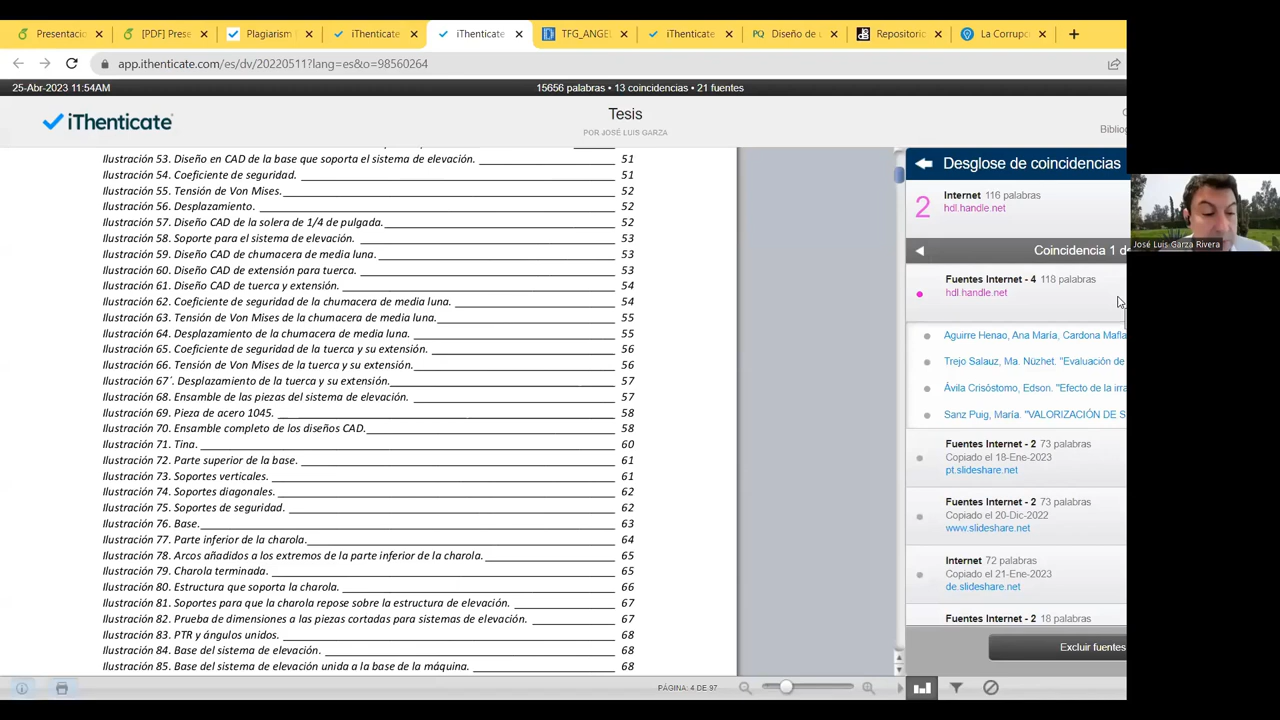 Presentacio
[PDF] Prese
Plagiarism
iThenticate
iThenticate
TFG_ANGEL
iThenticate
Diseño de
Repositorio
La Corrupc
app.ithenticate.com/es/dv/20220511?lang=es&o=98560264
25-Abr-2023 11:54AM
15656 palabras • 13 coincidencias • 21 fuentes
iThenticate
Tesis
POR JOSÉ LUIS GARZA
Bibliog
Ilustración 53. Diseño en CAD de la base que soporta el sistema de elevación. 51
Ilustración 54. Coeficiente de seguridad. 51
Ilustración 55. Tensión de Von Mises. 52
Ilustración 56. Desplazamiento. 52
Ilustración 57. Diseño CAD de la solera de 1/4 de pulgada. 52
Ilustración 58. Soporte para el sistema de elevación. 53
Ilustración 59. Diseño CAD de chumacera de media luna. 53
Ilustración 60. Diseño CAD de extensión para tuerca. 53
Ilustración 61. Diseño CAD de tuerca y extensión. 54
Ilustración 62. Coeficiente de seguridad de la chumacera de media luna. 54
Ilustración 63. Tensión de Von Mises de la chumacera de media luna. 55
Ilustración 64. Desplazamiento de la chumacera de media luna. 55
Ilustración 65. Coeficiente de seguridad de la tuerca y su extensión. 56
Ilustración 66. Tensión de Von Mises de la tuerca y su extensión. 56
Ilustración 67´. Desplazamiento de la tuerca y su extensión. 57
Ilustración 68. Ensamble de las piezas del sistema de elevación. 57
Ilustración 69. Pieza de acero 1045. 58
Ilustración 70. Ensamble completo de los diseños CAD. 58
Ilustración 71. Tina. 60
Ilustración 72. Parte superior de la base. 61
Ilustración 73. Soportes verticales. 61
Ilustración 74. Soportes diagonales. 62
Ilustración 75. Soportes de seguridad. 62
Ilustración 76. Base. 63
Ilustración 77. Parte inferior de la charola. 64
Ilustración 78. Arcos añadidos a los extremos de la parte inferior de la charola. 65
Ilustración 79. Charola terminada. 65
Ilustración 80. Estructura que soporta la charola. 66
Ilustración 81. Soportes para que la charola repose sobre la estructura de elevación. 67
Ilustración 82. Prueba de dimensiones a las piezas cortadas para sistemas de elevación. 67
Ilustración 83. PTR y ángulos unidos. 68
Ilustración 84. Base del sistema de elevación. 68
Ilustración 85. Base del sistema de elevación unida a la base de la máquina. 68
PÁGINA: 4 DE 97
Desglose de coincidencias
2
Internet 116 palabras
hdl.handle.net
Coincidencia 1 d
Fuentes Internet - 4 118 palabras
hdl.handle.net
Aguirre Henao, Ana María, Cardona Mafla
Trejo Salauz, Ma. Nüzhet. "Evaluación de
Ávila Crisóstomo, Edson. "Efecto de la irra
Sanz Puig, María. "VALORIZACIÓN DE S
Fuentes Internet - 2 73 palabras
Copiado el 18-Ene-2023
pt.slideshare.net
Fuentes Internet - 2 73 palabras
Copiado el 20-Dic-2022
www.slideshare.net
Internet 72 palabras
Copiado el 21-Ene-2023
de.slideshare.net
Fuentes Internet - 2 18 palabras
Excluir fuentes
José Luis Garza Rivera